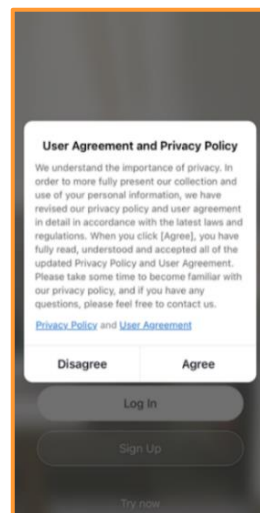 User Agreement and Privacy Policy
We understand the importance of privacy. In
order to more fully present our collection and
use of your personal information, we have
revised our privacy policy and user agreement
in detail in accordance with the latest laws and
regulations. When you click [Agree], you have
fully read, understood and accepted all of the
updated Privacy Policy and User Agreement.
Please take some time to become familiar with
our privacy policy, and if you have any
questions, please feel free to contact us.
Privacy Policy and User Agreement
Disagree Agree
Log In
Sign Up
Try now